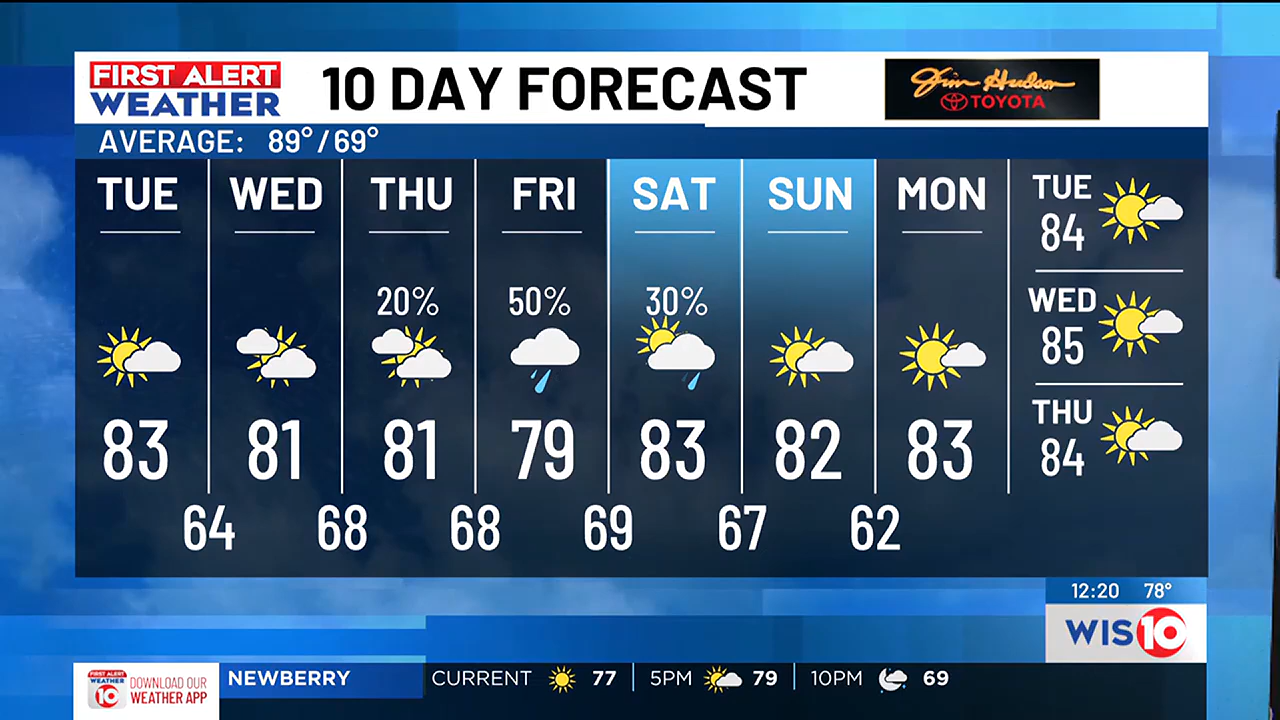 FIRST ALERT
WEATHER
10 DAY FORECAST
Jim Hudson
TOYOTA
AVERAGE: 89°/69°
TUE WED THU FRI SAT SUN MON
20% 50% 30%
83 81 81 79 83 82 83
64 68 68 69 67 62
TUE
84
WED
85
THU
84
12:20 78°
WIS10
FIRST ALERT
WEATHER
10
DOWNLOAD OUR
WEATHER APP
NEWBERRY CURRENT 77 5PM 79 10PM 69